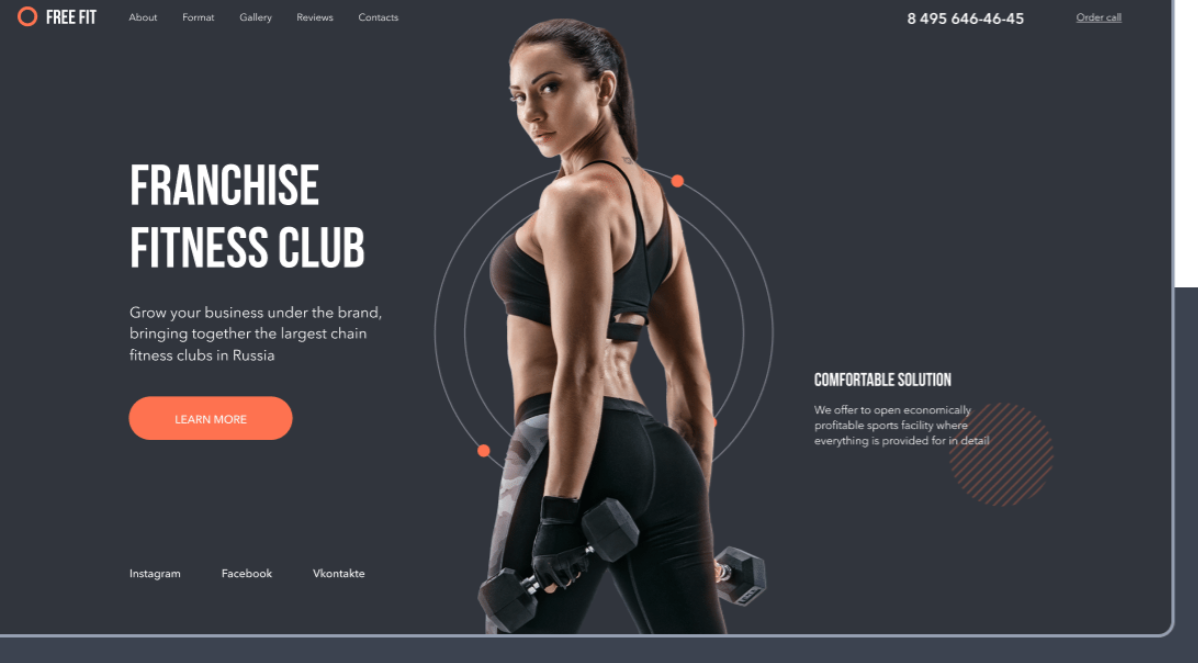 FREE FIT
About
Format
Gallery
Reviews
Contacts
8 495 646-46-45
Order call
FRANCHISE
FITNESS CLUB
Grow your business under the brand,
bringing together the largest chain
fitness clubs in Russia
LEARN MORE
COMFORTABLE SOLUTION
We offer to open economically
profitable sports facility where
everything is provided for in detail
Instagram
Facebook
Vkontakte